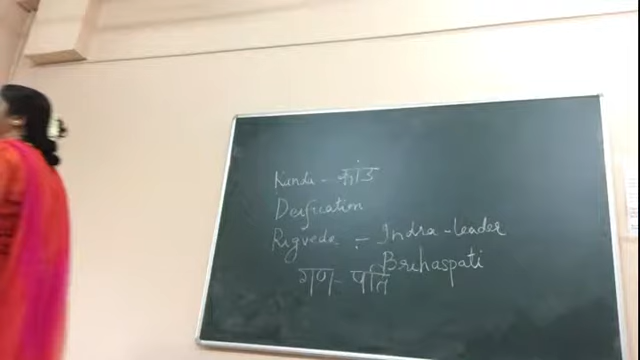 Kanda - कांड
Deification
Rigveda :- Indra - leader
Brihaspati
गण - पति